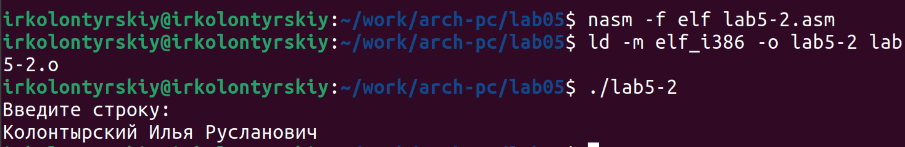 irkolontyrskiy@irkolontyrskiy:~/work/arch-pc/lab05$ nasm -f elf lab5-2.asm
irkolontyrskiy@irkolontyrskiy:~/work/arch-pc/lab05$ ld -m elf_i386 -o lab5-2 lab
5-2.o
irkolontyrskiy@irkolontyrskiy:~/work/arch-pc/lab05$ ./lab5-2
Введите строку:
Колонтырский Илья Русланович